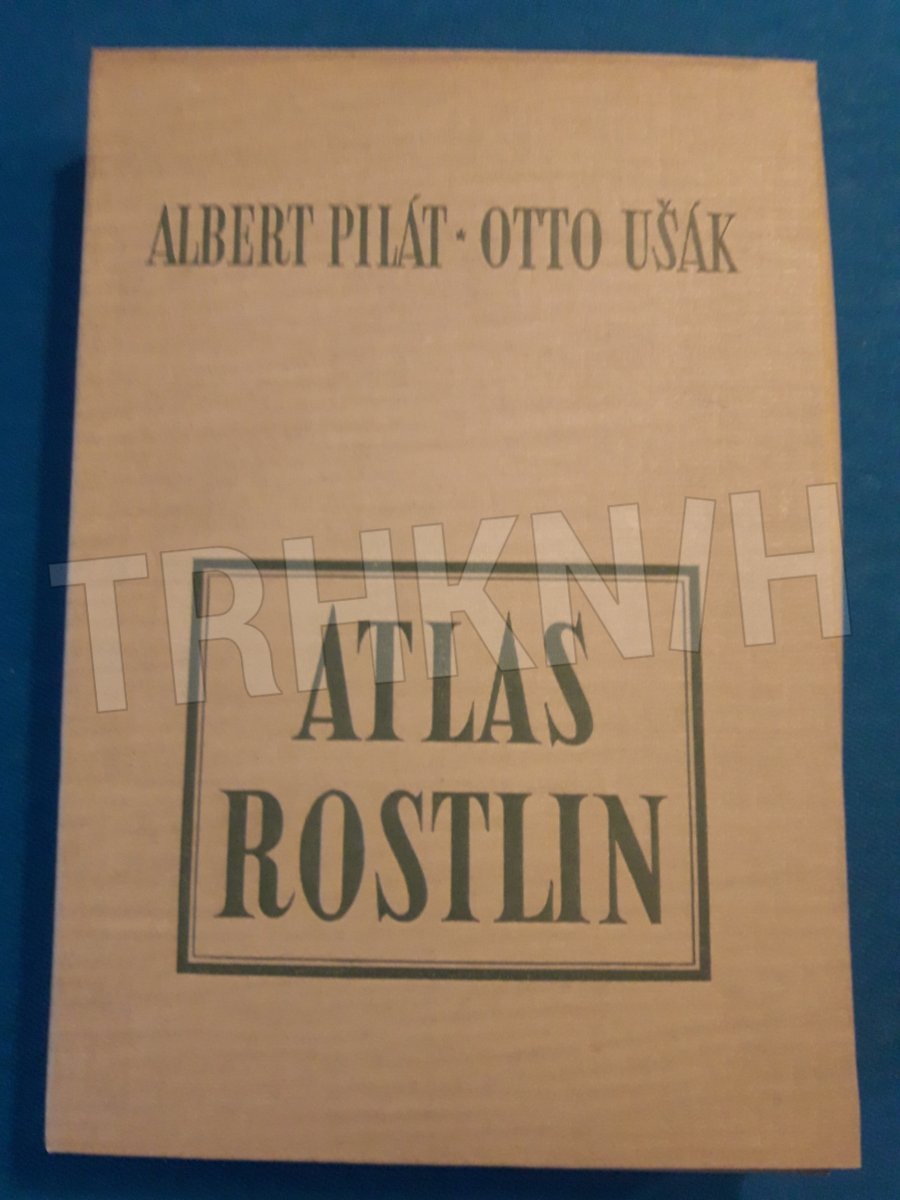 ALBERT PILÁT · OTTO UŠÁK
TRHKNIH
ATLAS
ROSTLIN